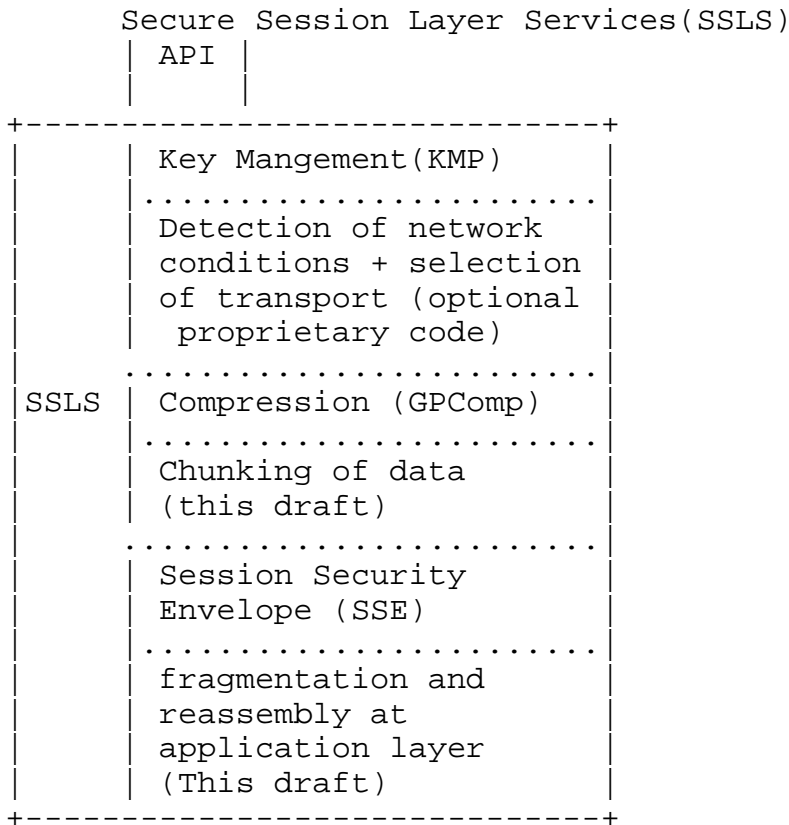 Secure Session Layer Services(SSLS)
| API |
| |
+------------------------------+
| | Key Mangement(KMP) |
| |........................|
| | Detection of network |
| | conditions + selection |
| | of transport (optional |
| | proprietary code) |
| .........................|
|SSLS | Compression (GPComp) |
| |........................|
| | Chunking of data |
| | (this draft) |
| .........................|
| | Session Security |
| | Envelope (SSE) |
| |........................|
| | fragmentation and |
| | reassembly at |
| | application layer |
| | (This draft) |
+------------------------------+